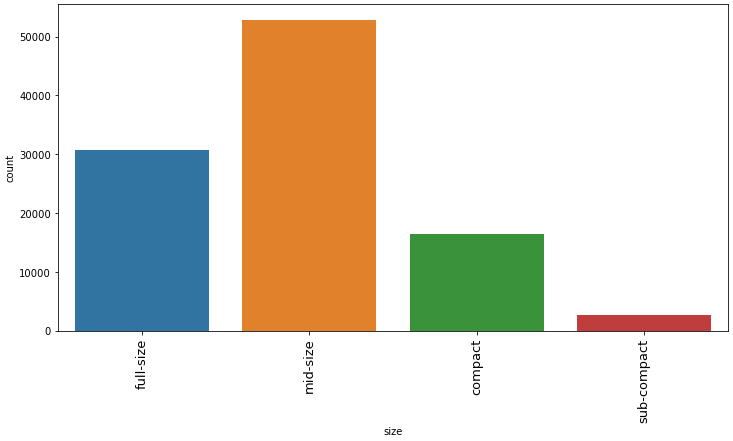 50000
40000
30000
20000
10000
0
count
full-size
mid-size
compact
sub-compact
size